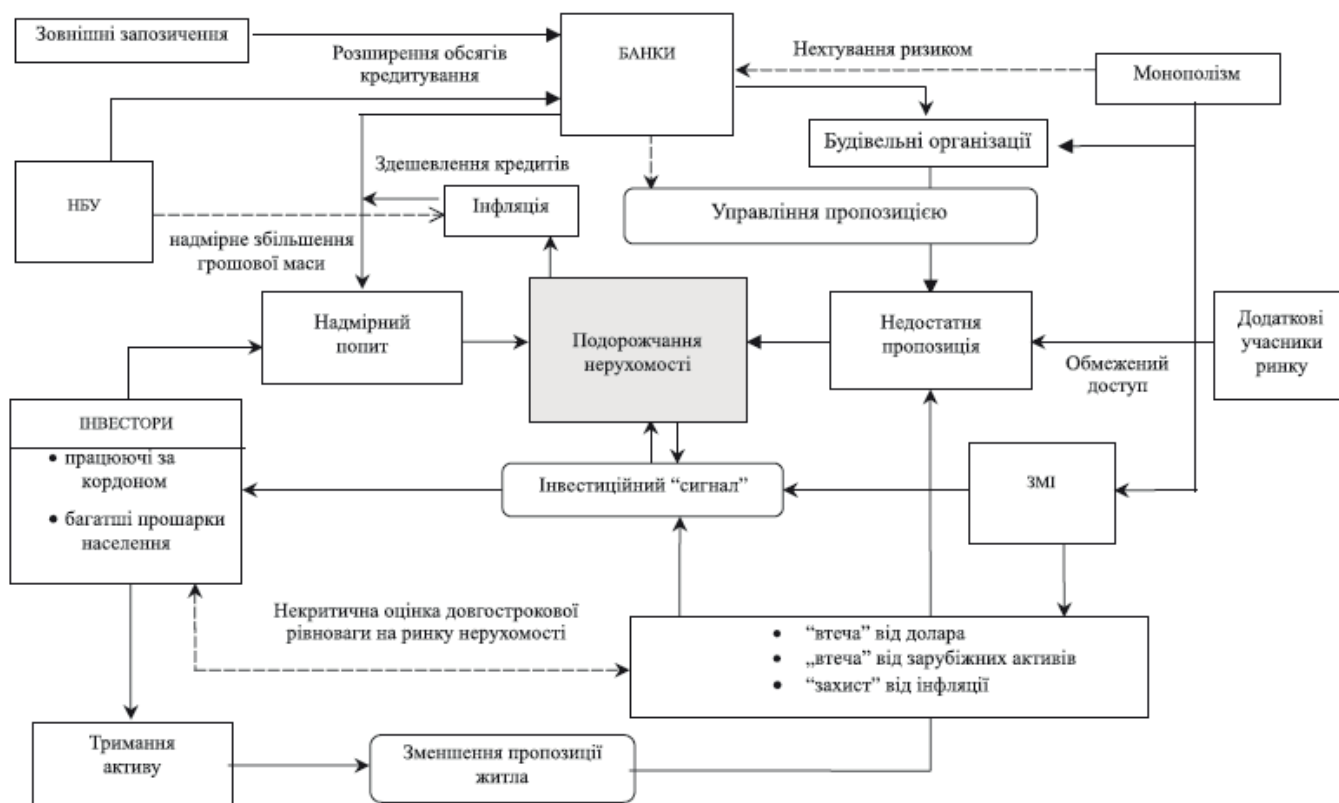 Зовнішні запозичення
Розширення обсягів
кредитування
БАНКИ
Нехтування ризиком
Монополізм
Будівельні організації
Здешевлення кредитів
НБУ
Інфляція
Управління пропозицією
надмірне збільшення
грошової маси
Надмірний
попит
Подорожчання
нерухомості
Недостатня
пропозиція
Обмежений
доступ
Додаткові
учасники
ринку
ІНВЕСТОРИ
• працюючі за
кордоном
• багатші прошарки
населення
Інвестиційний “сигнал”
ЗМІ
Некритична оцінка довгострокової
рівноваги на ринку нерухомості
• “втеча” від долара
• „втеча” від зарубіжних активів
• “захист” від інфляції
Тримання
активу
Зменшення пропозиції
житла